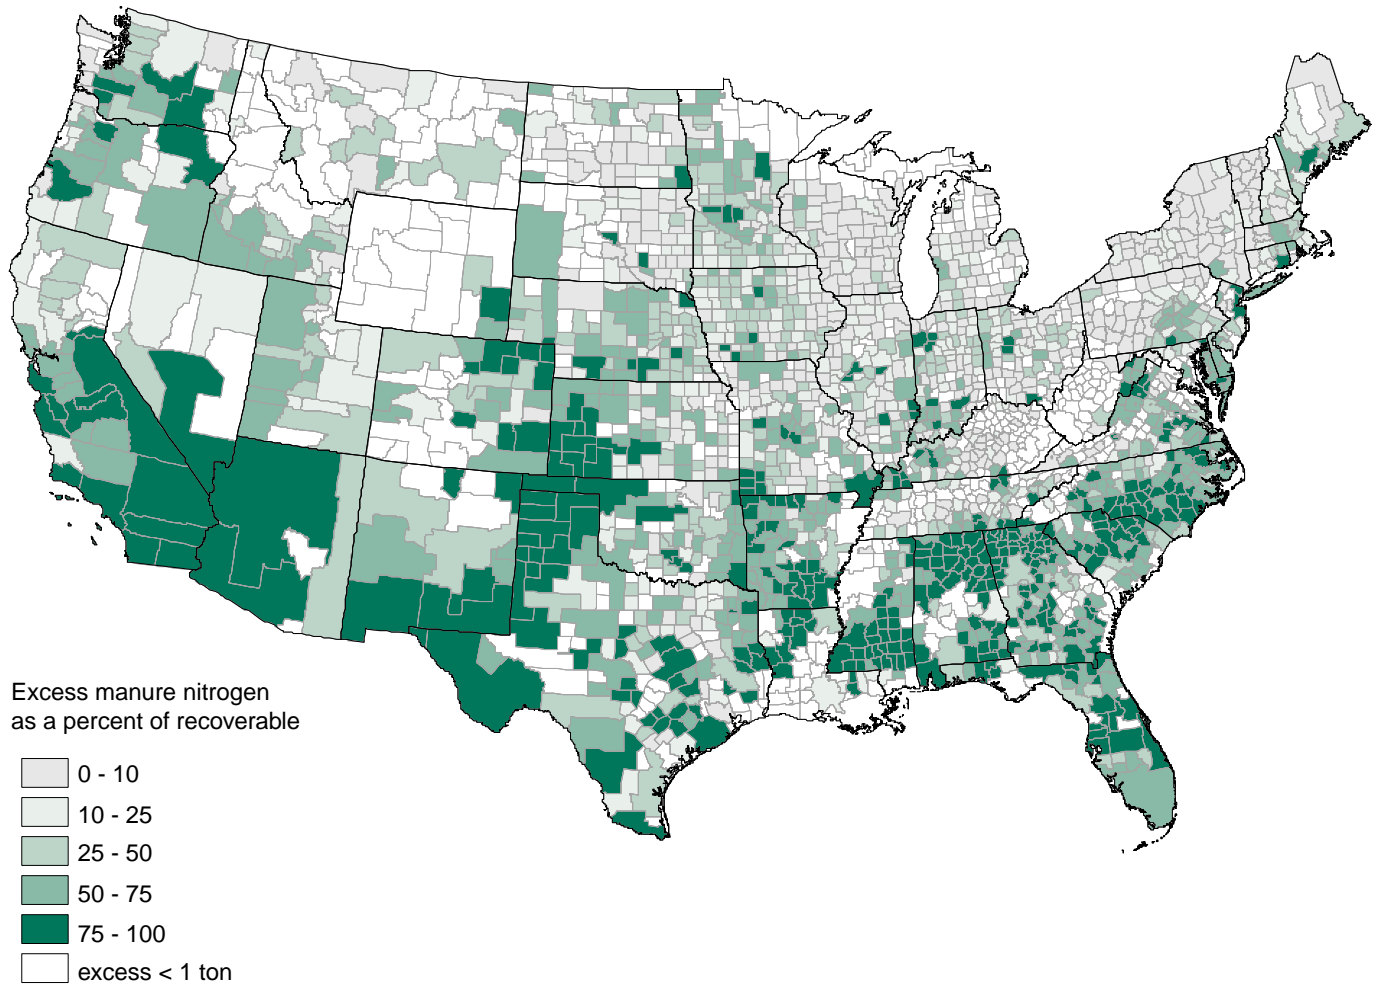 Excess manure nitrogen
as a percent of recoverable
0 - 10
10 - 25
25 - 50
50 - 75
75 - 100
excess < 1 ton